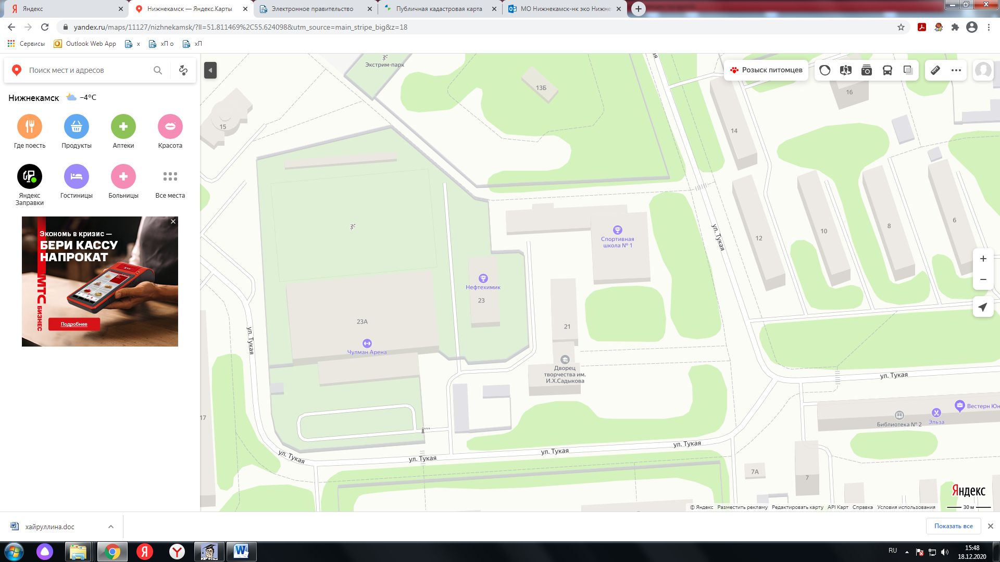 Яндекс
Нижнекамск — Яндекс.Карты
Электронное правительство
Публичная кадастровая карта
МО Нижнекамск-нк эко Нижне
yandex.ru/maps/11127/nizhnekamsk/?ll=51.811469%2C55.624098&utm_source=main_stripe_big&z=18
Сервисы
Outlook Web App
x
хП о
хП
Поиск мест и адресов
Нижнекамск
−4°C
Где поесть
Продукты
Аптеки
Красота
Яндекс
Заправки
Гостиницы
Больницы
Все места
Экономь в кризис —
БЕРИ КАССУ
НАПРОКАТ
МТС БИЗНЕС
Подробнее
Розыск питомцев
Экстрим-парк
13Б
15
16
14
12
10
8
6
ул. Тукая
Спортивная
школа № 1
Нефтехимик
23
23А
Чулман Арена
21
Дворец
творчества им.
И.Х.Садыкова
ул. Тукая
ул. Тукая
17
ул. Тукая
ул. Тукая
ул. Тукая
ул. Тукая
Вестерн Юн
Эльза
Библиотека № 2
7А
7
Яндекс
© Яндекс
Разместить рекламу
Редактировать карту
API Карт
Справка
Условия использования
30 м
хайруллина.doc
Показать все
RU
15:48
18.12.2020